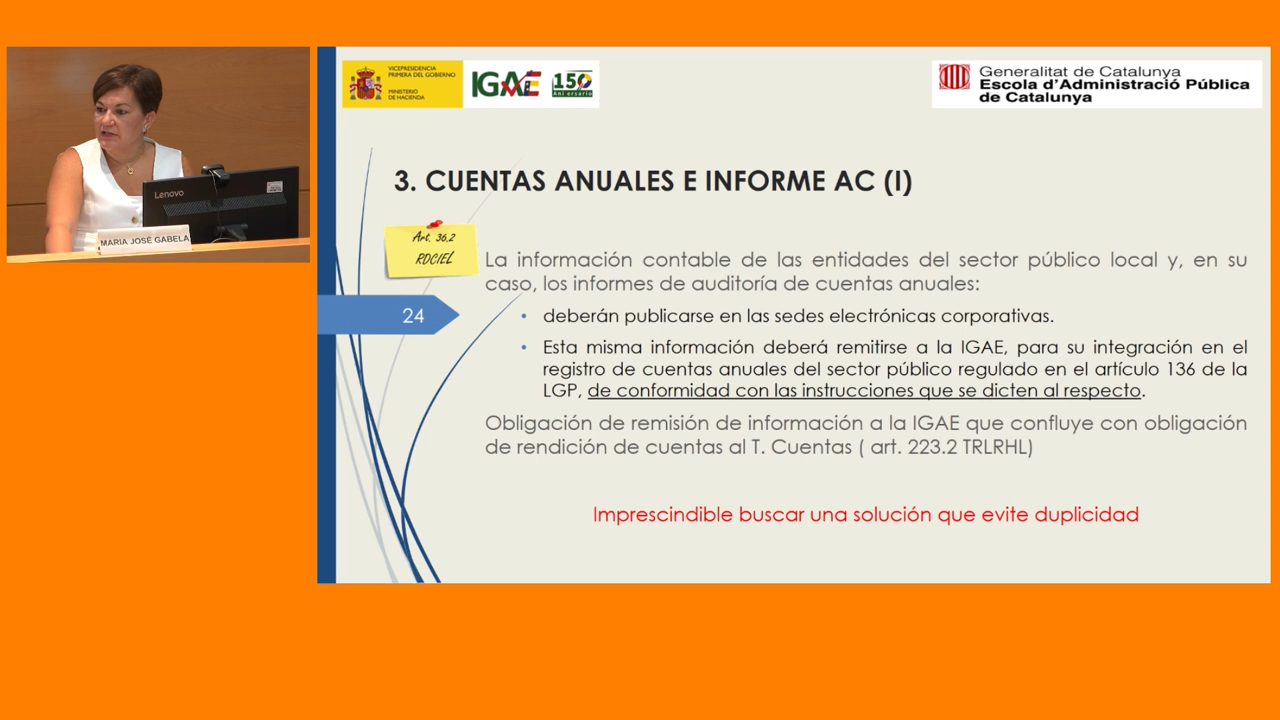 VICEPRESIDENCIA
PRIMERA DEL GOBIERNO
MINISTERIO
DE HACIENDA
IGAE 150
Aniversario
Generalitat de Catalunya
Escola d'Administració Pública
de Catalunya
Lenovo
MARIA JOSÉ GABELA
3. CUENTAS ANUALES E INFORME AC (I)
Art. 36.2
RDCIEL
La información contable de las entidades del sector público local y, en su
caso, los informes de auditoría de cuentas anuales:
24
• deberán publicarse en las sedes electrónicas corporativas.
• Esta misma información deberá remitirse a la IGAE, para su integración en el
registro de cuentas anuales del sector público regulado en el artículo 136 de la
LGP, de conformidad con las instrucciones que se dicten al respecto.
Obligación de remisión de información a la IGAE que confluye con obligación
de rendición de cuentas al T. Cuentas ( art. 223.2 TRLRHL)
Imprescindible buscar una solución que evite duplicidad